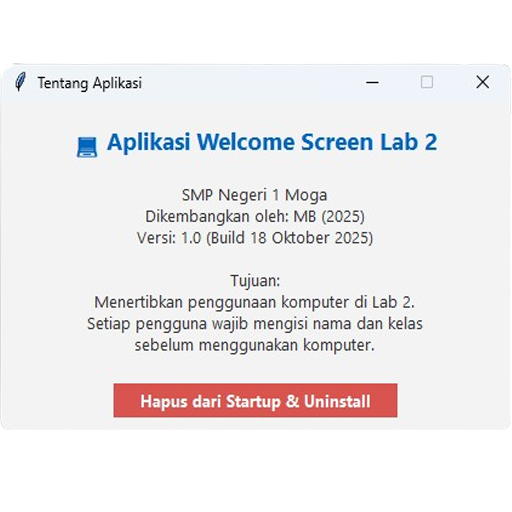 Tentang Aplikasi
Aplikasi Welcome Screen Lab 2
SMP Negeri 1 Moga
Dikembangkan oleh: MB (2025)
Versi: 1.0 (Build 18 Oktober 2025)
Tujuan:
Menertibkan penggunaan komputer di Lab 2.
Setiap pengguna wajib mengisi nama dan kelas
sebelum menggunakan komputer.
Hapus dari Startup & Uninstall